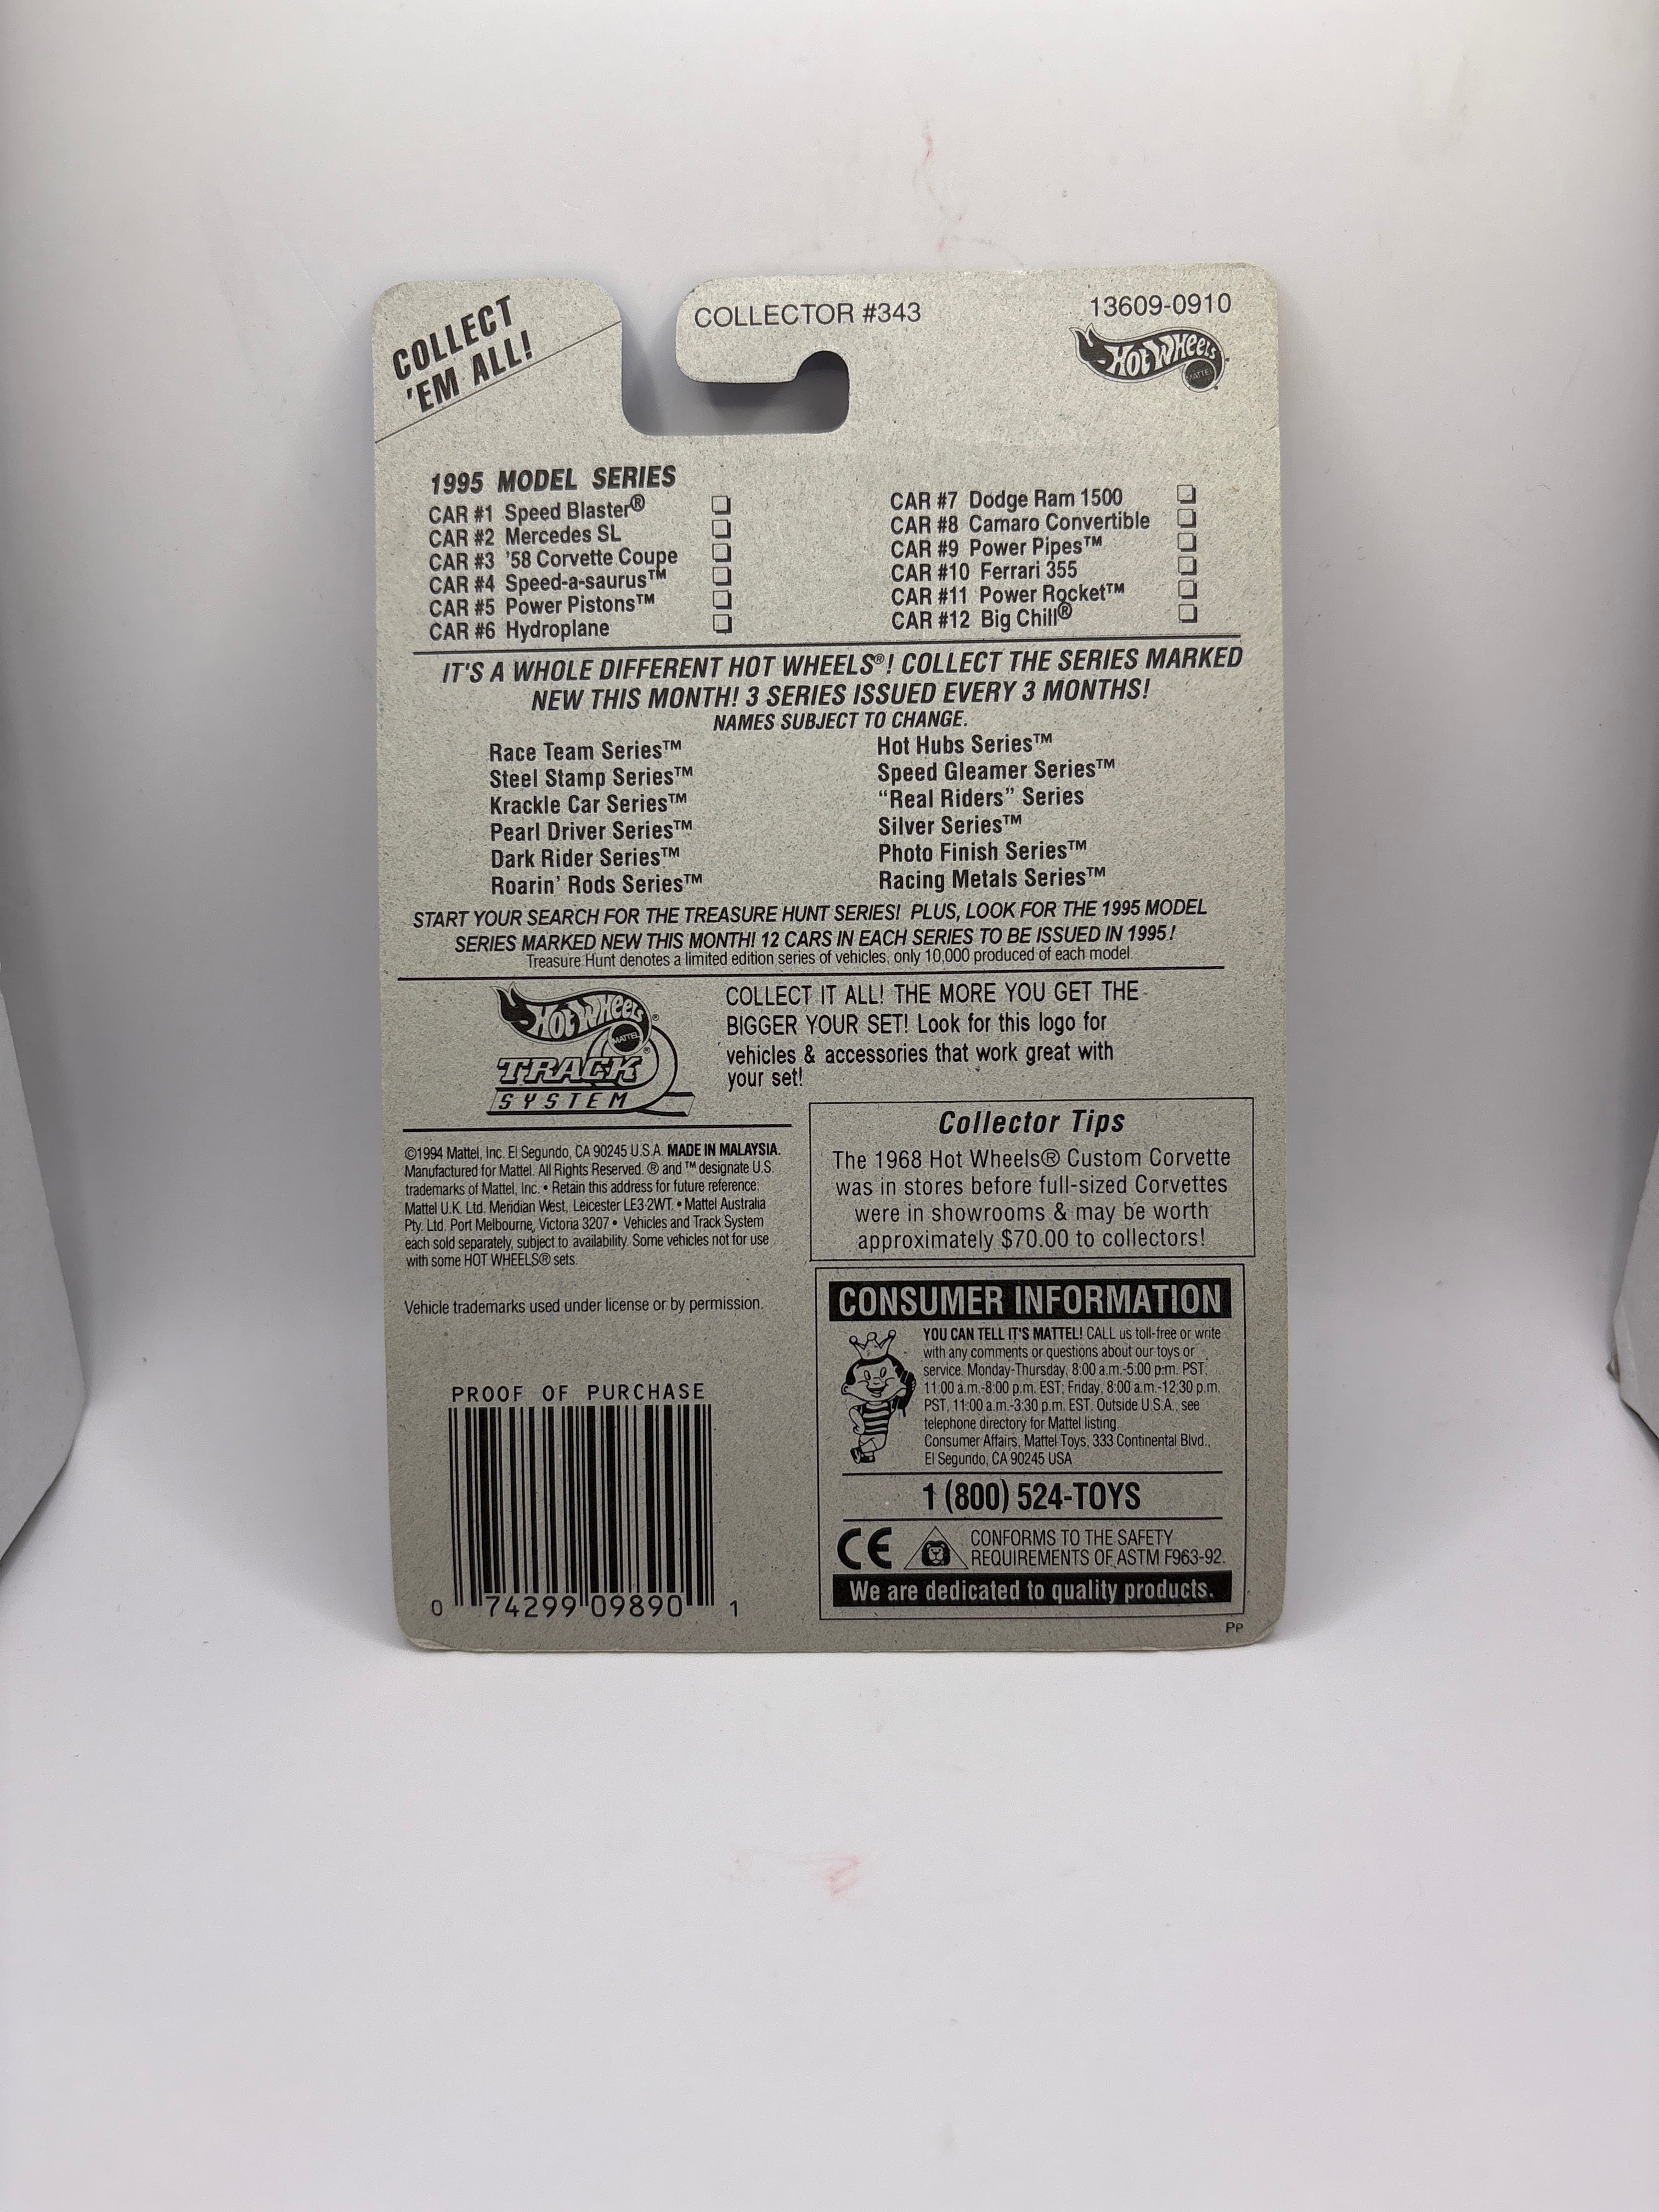 COLLECT
'EM ALL!
COLLECTOR #343
13609-0910
HOT WHEELS
MATTEL
1995 MODEL SERIES
CAR #1 Speed Blaster®
CAR #2 Mercedes SL
CAR #3 '58 Corvette Coupe
CAR #4 Speed-a-saurus™
CAR #5 Power Pistons™
CAR #6 Hydroplane
CAR #7 Dodge Ram 1500
CAR #8 Camaro Convertible
CAR #9 Power Pipes™
CAR #10 Ferrari 355
CAR #11 Power Rocket™
CAR #12 Big Chill®
IT'S A WHOLE DIFFERENT HOT WHEELS®! COLLECT THE SERIES MARKED
NEW THIS MONTH! 3 SERIES ISSUED EVERY 3 MONTHS!
NAMES SUBJECT TO CHANGE.
Race Team Series™
Steel Stamp Series™
Krackle Car Series™
Pearl Driver Series™
Dark Rider Series™
Roarin' Rods Series™
Hot Hubs Series™
Speed Gleamer Series™
"Real Riders" Series
Silver Series™
Photo Finish Series™
Racing Metals Series™
START YOUR SEARCH FOR THE TREASURE HUNT SERIES! PLUS, LOOK FOR THE 1995 MODEL
SERIES MARKED NEW THIS MONTH! 12 CARS IN EACH SERIES TO BE ISSUED IN 1995!
Treasure Hunt denotes a limited edition series of vehicles, only 10,000 produced of each model.
HOT WHEELS®
MATTEL
TRACK®
SYSTEM
COLLECT IT ALL! THE MORE YOU GET THE
BIGGER YOUR SET! Look for this logo for
vehicles & accessories that work great with
your set!
©1994 Mattel, Inc. El Segundo, CA 90245 U.S.A. MADE IN MALAYSIA.
Manufactured for Mattel. All Rights Reserved. ® and ™ designate U.S.
trademarks of Mattel, Inc. • Retain this address for future reference:
Mattel U.K. Ltd. Meridian West, Leicester LE3 2WT. • Mattel Australia
Pty. Ltd. Port Melbourne, Victoria 3207 • Vehicles and Track System
each sold separately, subject to availability. Some vehicles not for use
with some HOT WHEELS® sets.
Vehicle trademarks used under license or by permission.
Collector Tips
The 1968 Hot Wheels® Custom Corvette
was in stores before full-sized Corvettes
were in showrooms & may be worth
approximately $70.00 to collectors!
CONSUMER INFORMATION
YOU CAN TELL IT'S MATTEL! CALL us toll-free or write
with any comments or questions about our toys or
service. Monday-Thursday, 8:00 a.m.-5:00 p.m. PST,
11:00 a.m.-8:00 p.m. EST; Friday, 8:00 a.m.-12:30 p.m.
PST, 11:00 a.m.-3:30 p.m. EST. Outside U.S.A., see
telephone directory for Mattel listing.
Consumer Affairs, Mattel Toys, 333 Continental Blvd.,
El Segundo, CA 90245 USA
1 (800) 524-TOYS
CE
CONFORMS TO THE SAFETY
REQUIREMENTS OF ASTM F963-92.
We are dedicated to quality products.
PP
PROOF OF PURCHASE
0 74299 09890 1